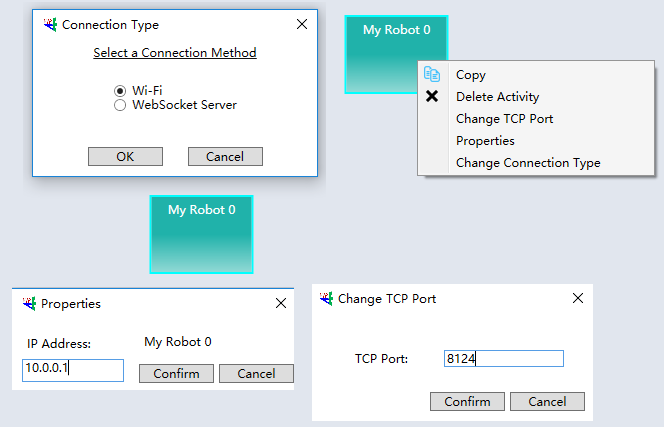 Connection Type
Select a Connection Method
Wi-Fi
WebSocket Server
OK
Cancel
My Robot 0
Copy
Delete Activity
Change TCP Port
Properties
Change Connection Type
My Robot 0
Properties
IP Address:
My Robot 0
10.0.0.1
Confirm
Cancel
Change TCP Port
TCP Port:
8124
Confirm
Cancel